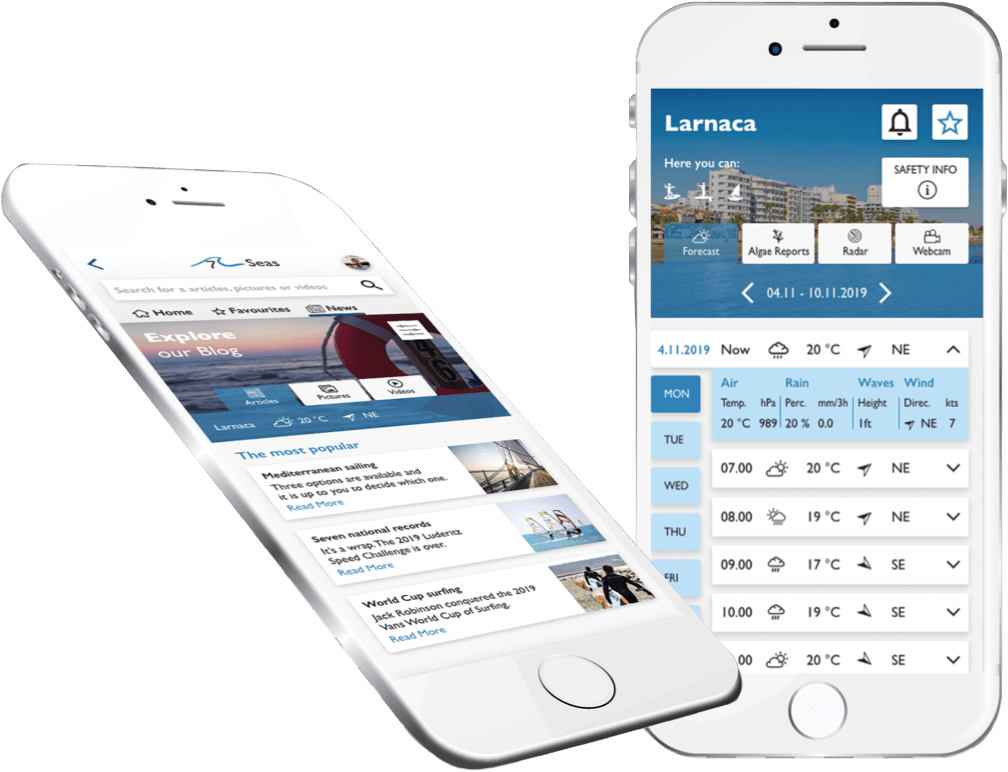 Seas
Search for a articles, pictures or videos
Home Favourites News
Explore
our Blog
Articles Pictures Videos
Larnaca 20 °C NE
The most popular
Mediterranean sailing
Three options are available and
it is up to you to decide which one.
Read More
Seven national records
It's a wrap. The 2019 Luderitz
Speed Challenge is over.
Read More
World Cup surfing
Jack Robinson conquered the 2019
Vans World Cup of Surfing.
Read More
Larnaca
Here you can:
SAFETY INFO
Forecast Algae Reports Radar Webcam
04.11 - 10.11.2019
4.11.2019 Now 20 °C NE
MON
TUE
WED
THU
FRI
Air Rain Waves Wind
Temp. hPa Perc. mm/3h Height Direc. kts
20 °C 989 20 % 0.0 1ft NE 7
07.00 20 °C NE
08.00 19 °C NE
09.00 17 °C SE
10.00 19 °C SE
.00 20 °C SE